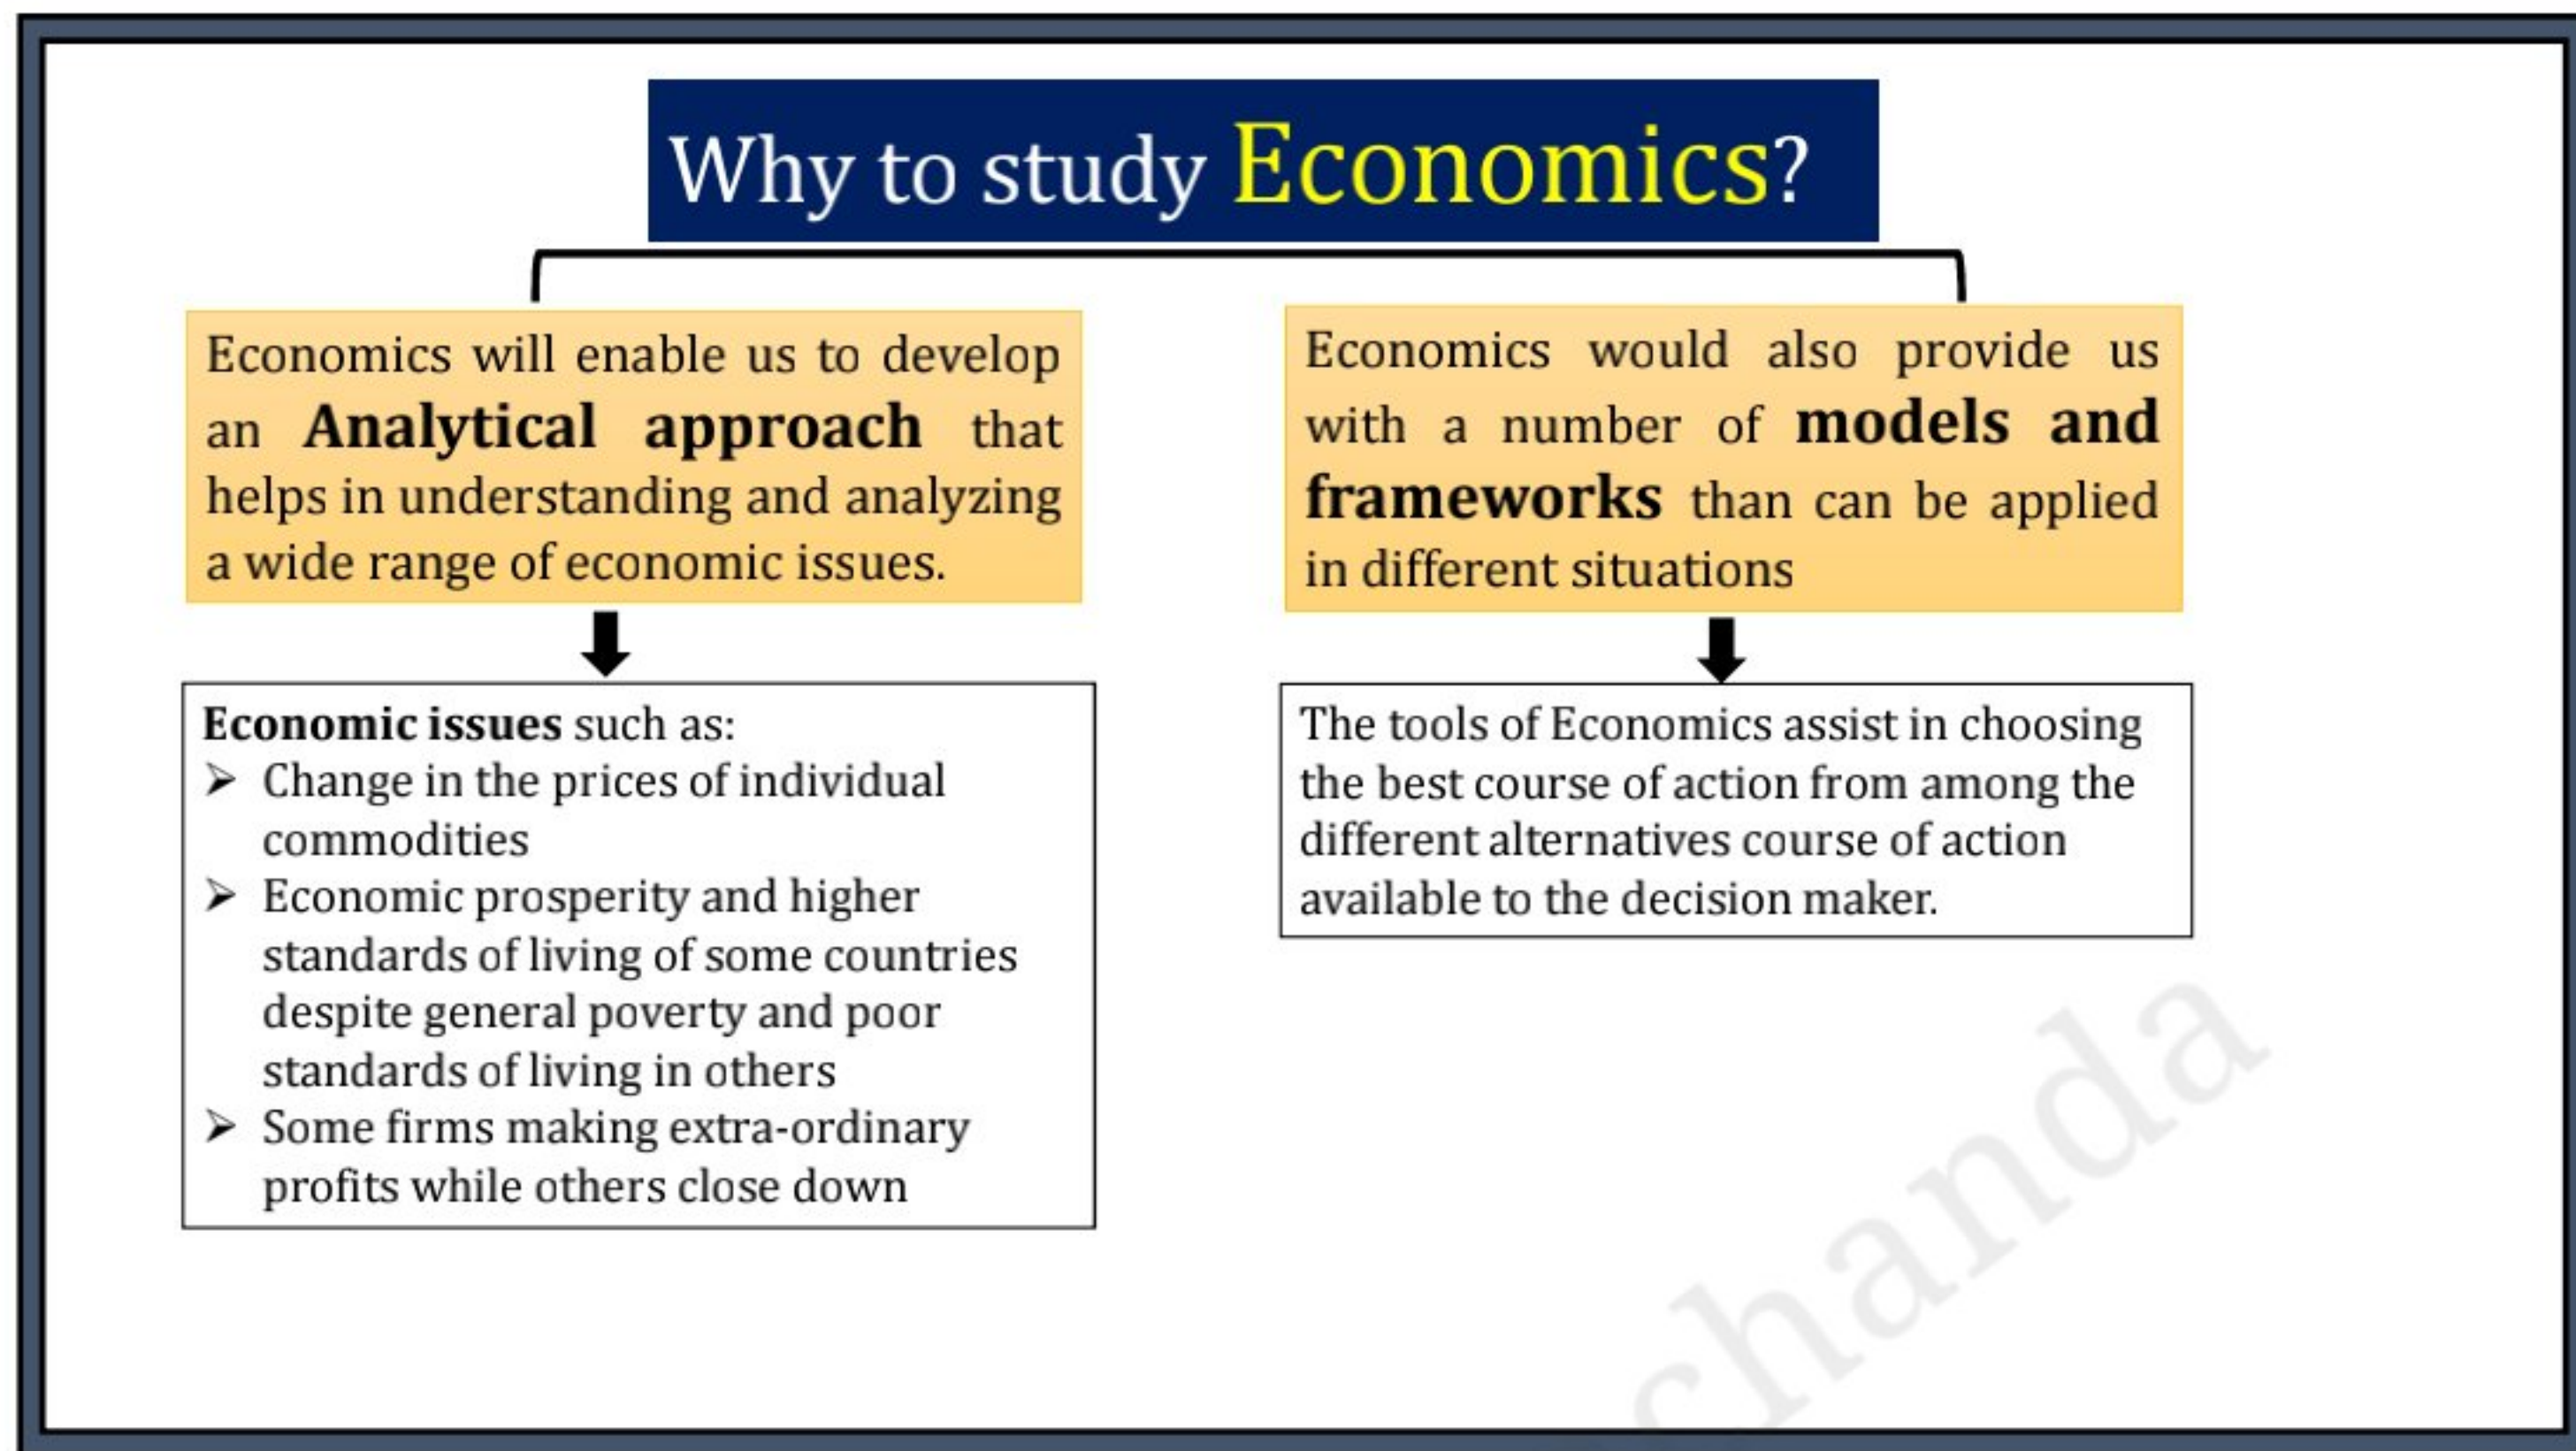 Why to study Economics?
Economics will enable us to develop
an Analytical approach that
helps in understanding and analyzing
a wide range of economic issues.
Economic issues such as:
➢ Change in the prices of individual
commodities
➢ Economic prosperity and higher
standards of living of some countries
despite general poverty and poor
standards of living in others
➢ Some firms making extra-ordinary
profits while others close down
Economics would also provide us
with a number of models and
frameworks than can be applied
in different situations
The tools of Economics assist in choosing
the best course of action from among the
different alternatives course of action
available to the decision maker.
chanda